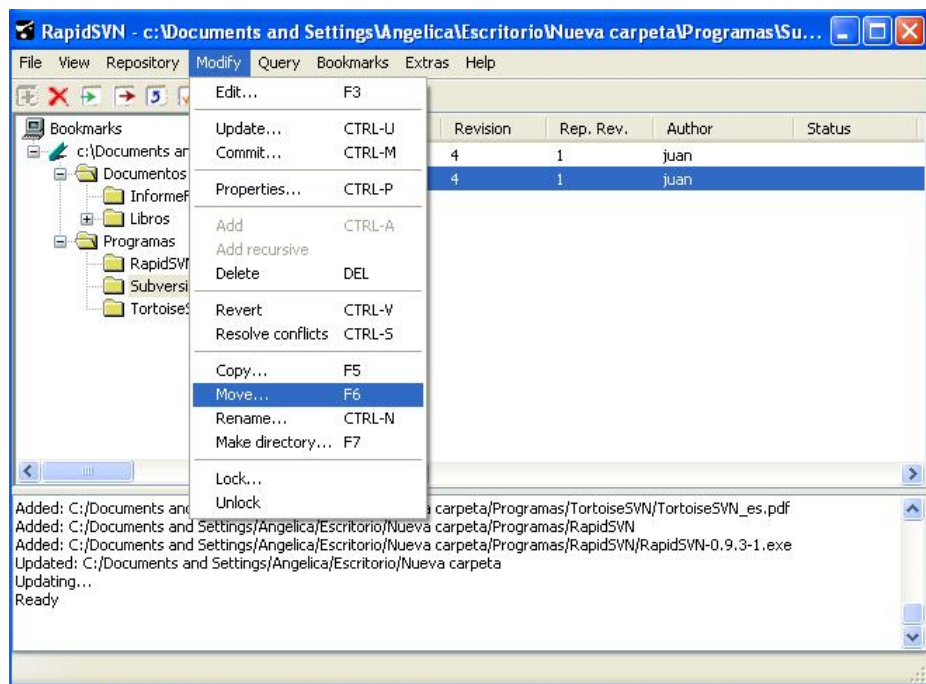 RapidSVN - c:\Documents and Settings\Angelica\Escritorio\Nueva carpeta\Programas\Su...
File View Repository Modify Query Bookmarks Extras Help
Edit... F3
Bookmarks Update... CTRL-U Revision Rep. Rev. Author Status
c:\Documents an Commit... CTRL-M 4 1 juan
Documentos 4 1 juan
InformeF Properties... CTRL-P
Libros Add CTRL-A
Programas Add recursive
RapidSVN Delete DEL
Subversi
TortoiseS Revert CTRL-V
Resolve conflicts CTRL-S
Copy... F5
Move... F6
Rename... CTRL-N
Make directory... F7
Lock...
Unlock
Added: C:/Documents and carpeta/Programas/TortoiseSVN/TortoiseSVN_es.pdf
Added: C:/Documents and Settings/Angelica/Escritorio/Nueva carpeta/Programas/RapidSVN
Added: C:/Documents and Settings/Angelica/Escritorio/Nueva carpeta/Programas/RapidSVN/RapidSVN-0.9.3-1.exe
Updated: C:/Documents and Settings/Angelica/Escritorio/Nueva carpeta
Updating...
Ready